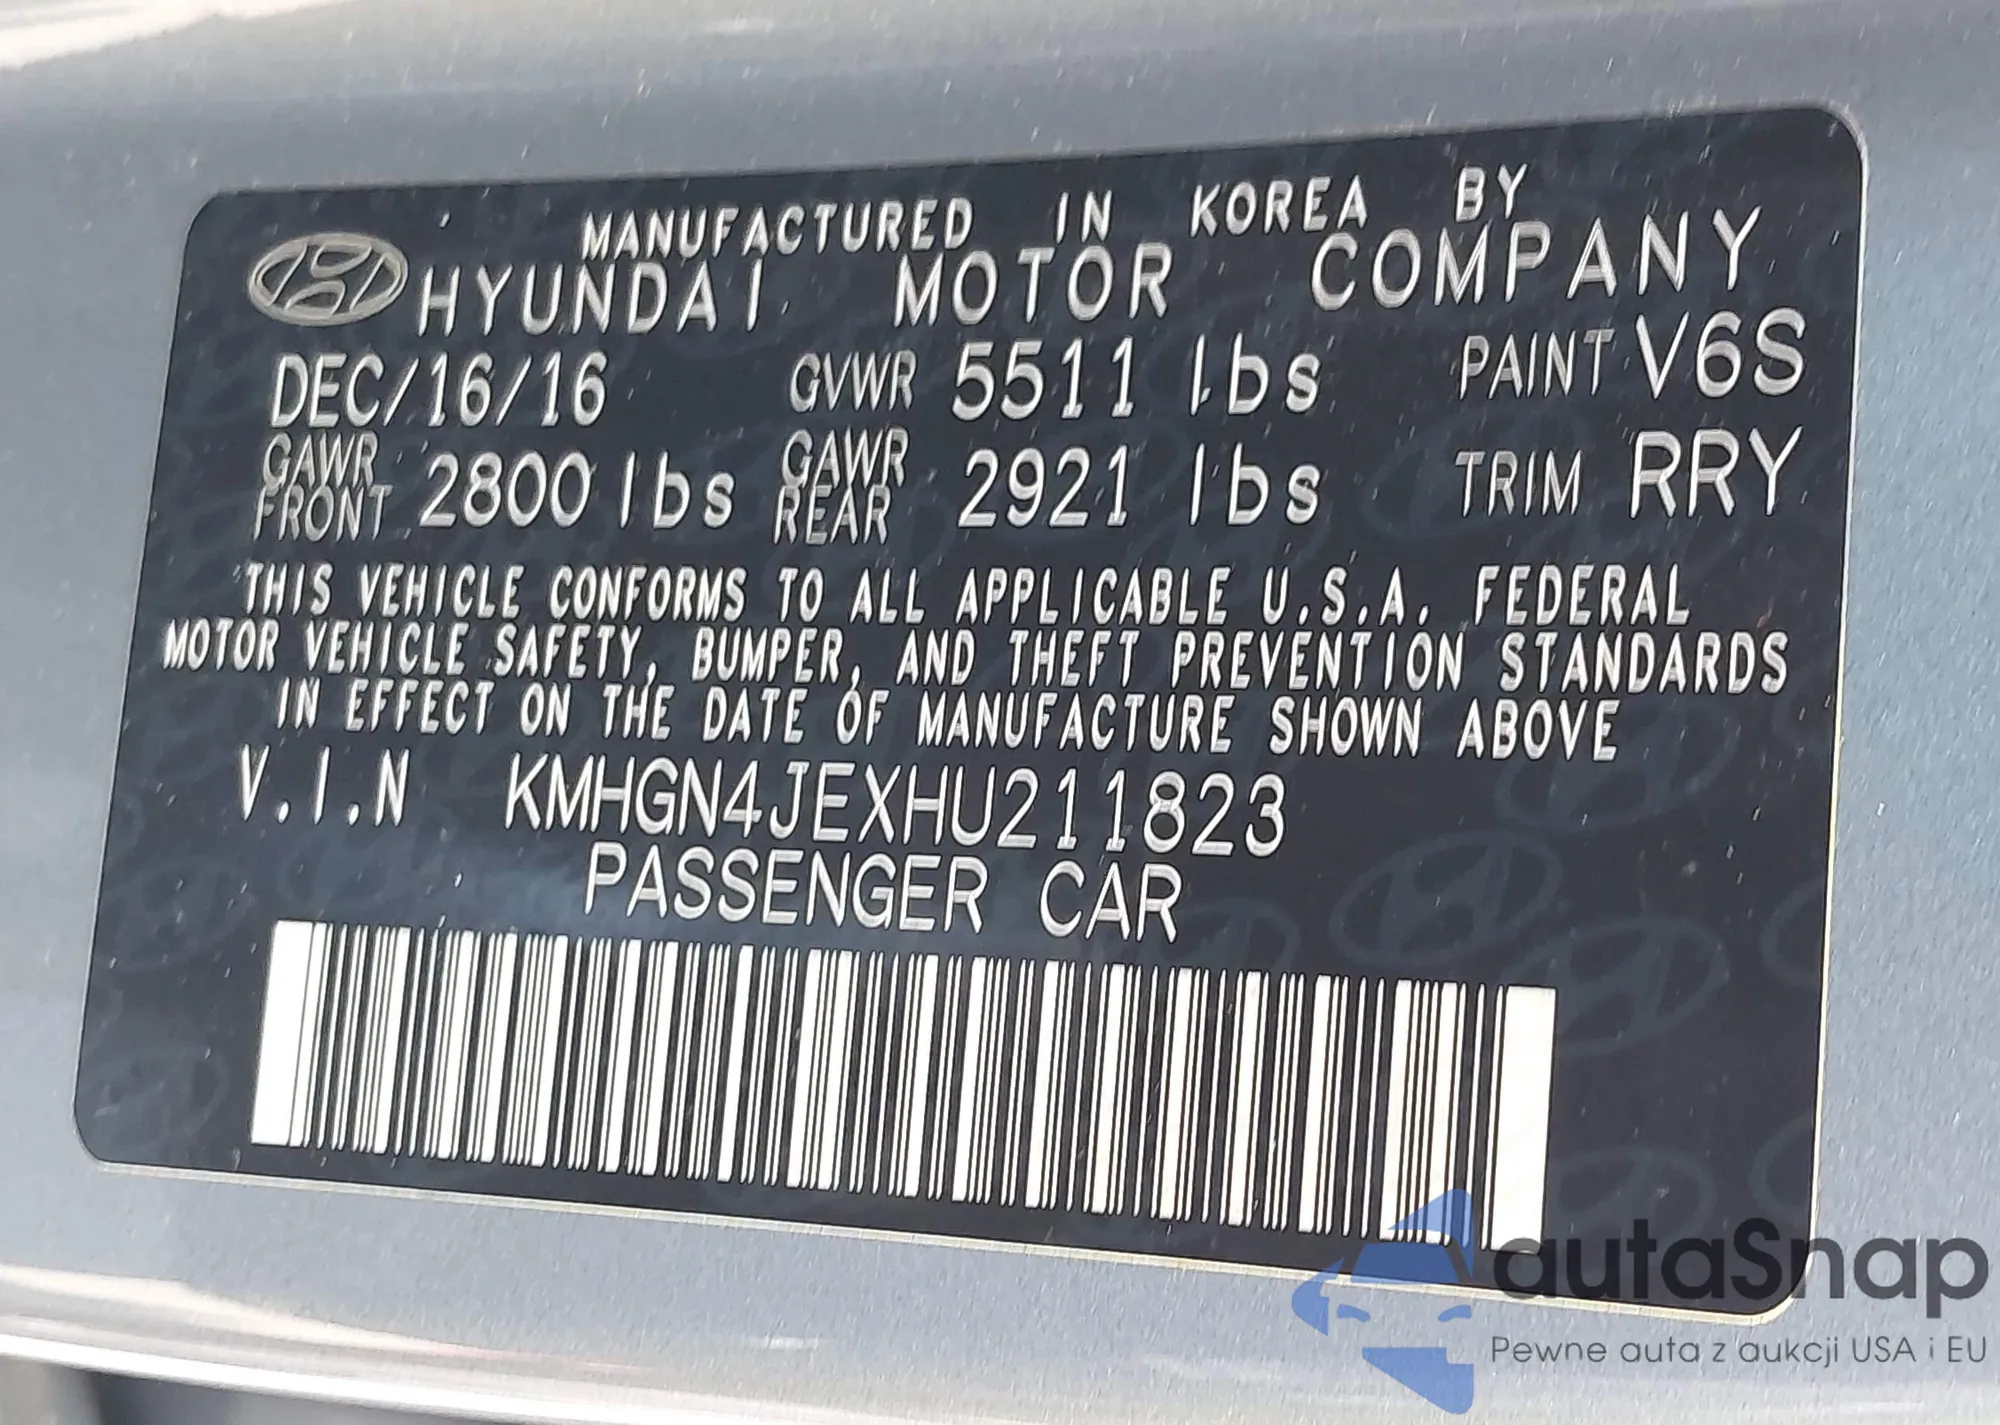 MANUFACTURED IN KOREA BY
HYUNDAI MOTOR COMPANY
DEC/16/16 GVWR 5511 lbs PAINT V6S
GAWR FRONT 2800 lbs GAWR REAR 2921 lbs TRIM RRY
THIS VEHICLE CONFORMS TO ALL APPLICABLE U.S.A. FEDERAL
MOTOR VEHICLE SAFETY, BUMPER, AND THEFT PREVENTION STANDARDS
IN EFFECT ON THE DATE OF MANUFACTURE SHOWN ABOVE
V.I.N KMHGN4JEXHU211823
PASSENGER CAR
autaSnap
Pewne auta z aukcji USA i EU